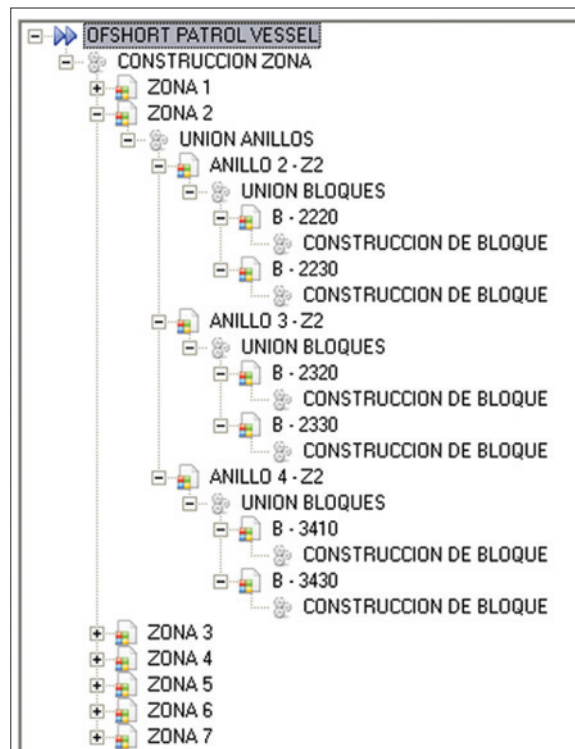 OFSHORT PATROL VESSEL
CONSTRUCCION ZONA
ZONA 1
ZONA 2
UNION ANILLOS
ANILLO 2 - Z2
UNION BLOQUES
B - 2220
CONSTRUCCION DE BLOQUE
B - 2230
CONSTRUCCION DE BLOQUE
ANILLO 3 - Z2
UNION BLOQUES
B - 2320
CONSTRUCCION DE BLOQUE
B - 2330
CONSTRUCCION DE BLOQUE
ANILLO 4 - Z2
UNION BLOQUES
B - 3410
CONSTRUCCION DE BLOQUE
B - 3430
CONSTRUCCION DE BLOQUE
ZONA 3
ZONA 4
ZONA 5
ZONA 6
ZONA 7